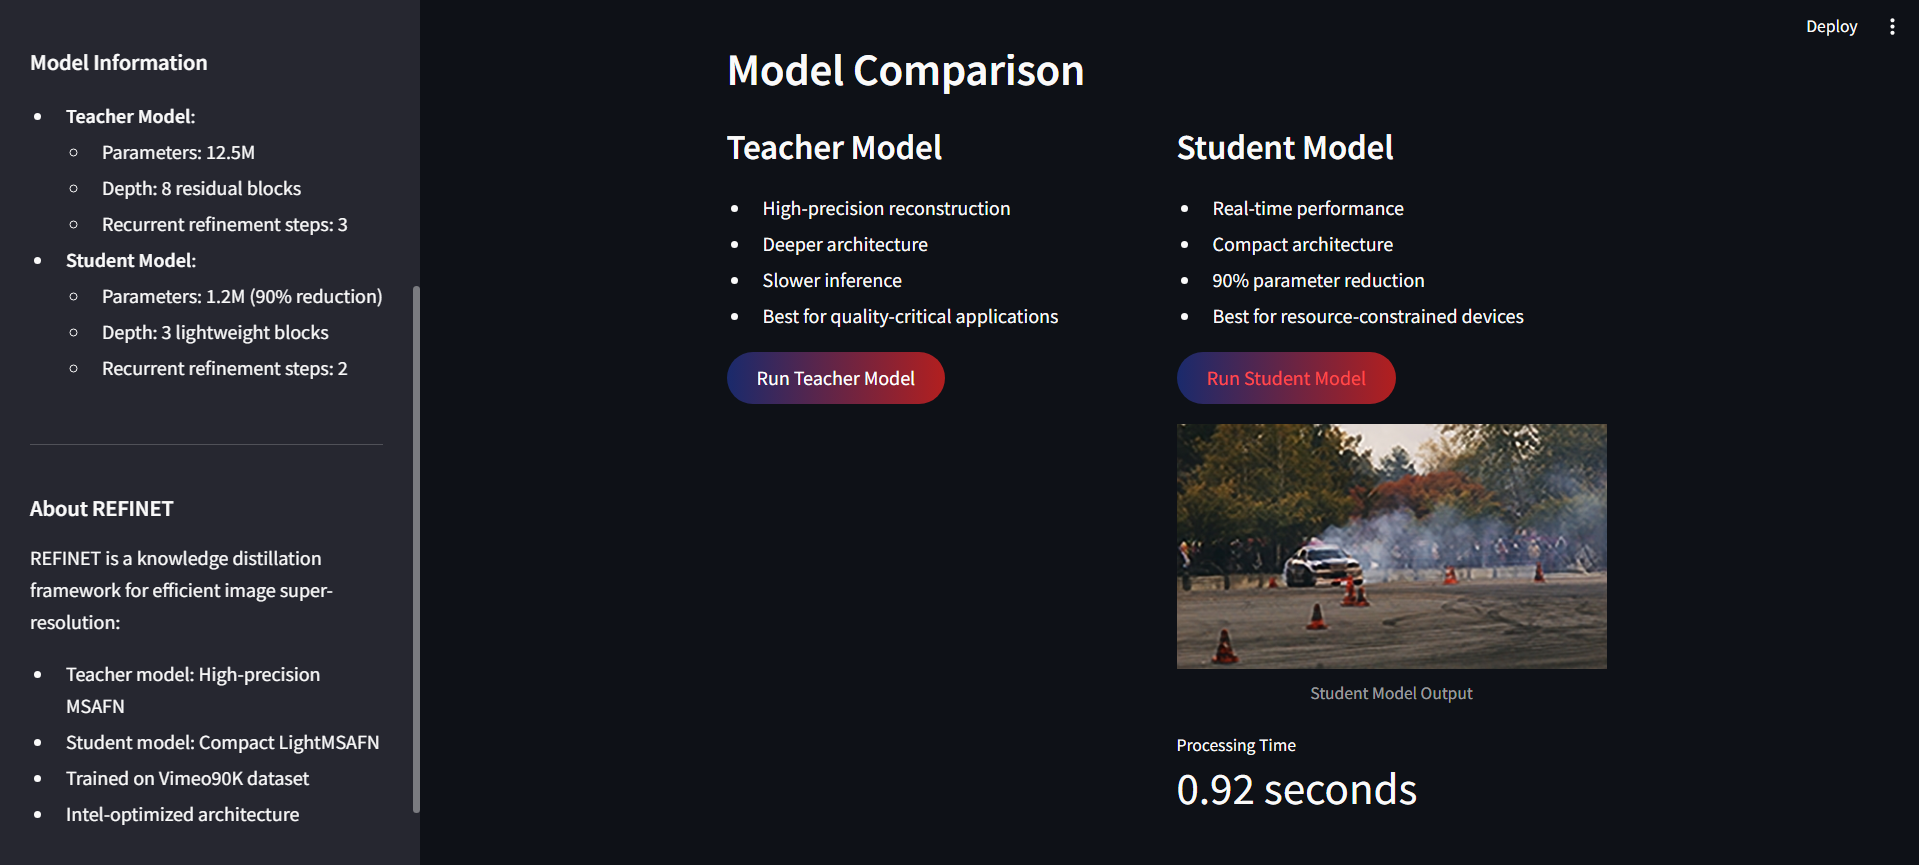 Model Information
Teacher Model:
Parameters: 12.5M
Depth: 8 residual blocks
Recurrent refinement steps: 3
Student Model:
Parameters: 1.2M (90% reduction)
Depth: 3 lightweight blocks
Recurrent refinement steps: 2
About REFINET
REFINET is a knowledge distillation
framework for efficient image super-
resolution:
Teacher model: High-precision
MSAFN
Student model: Compact LightMSAFN
Trained on Vimeo90K dataset
Intel-optimized architecture
Deploy
Model Comparison
Teacher Model
High-precision reconstruction
Deeper architecture
Slower inference
Best for quality-critical applications
Run Teacher Model
Student Model
Real-time performance
Compact architecture
90% parameter reduction
Best for resource-constrained devices
Run Student Model
Student Model Output
Processing Time
0.92 seconds